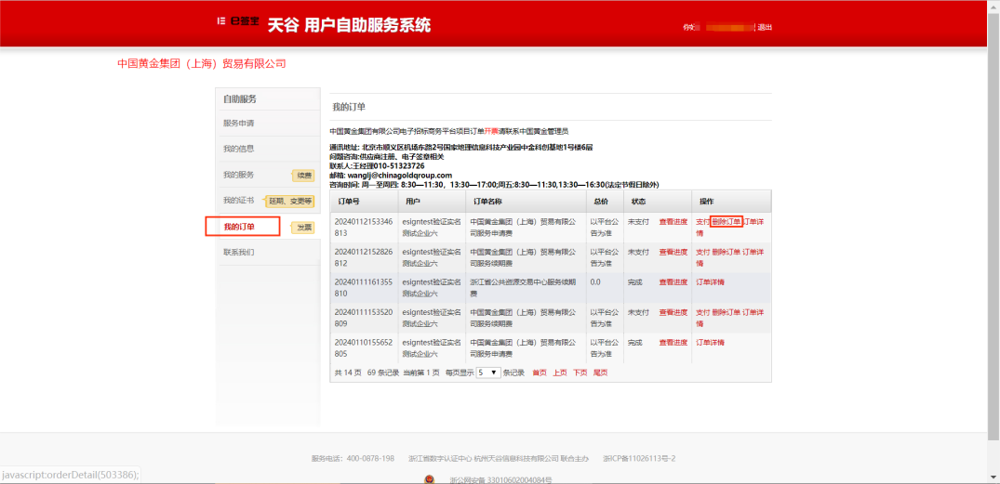 天谷 用户自助服务系统
退出
中国黄金集团（上海）贸易有限公司
自助服务
服务申请
我的信息
我的服务 续费
我的证书 延期、变更等
我的订单 发票
联系我们
我的订单
中国黄金集团有限公司电子招标商务平台项目订单开票请联系中国黄金管理员
通讯地址: 北京市顺义区机场东路2号国家地理信息科技产业园中金科创基地1号楼6层
问题咨询:供应商注册、电子签章相关
联系人:王经理010-51323726
邮箱: wanglj@chinagoldgroup.com
咨询时间: 周一至周四: 8:30—11:30，13:30—17:00;周五:8:30—11:30,13:30—16:30(法定节假日除外)
订单号 用户 订单名称 总价 状态 操作
20240112153346 esigntest验证实名 中国黄金集团（上海）贸易有限公 以平台公 未支付 查看进度 支付 删除订单 订单详
813 测试企业六 司服务申请费 告为准 情
20240112152826 esigntest验证实名 中国黄金集团（上海）贸易有限公 以平台公 未支付 查看进度 支付 删除订单 订单详
812 测试企业六 司服务续期费 告为准 情
20240111161355 esigntest验证实名 浙江省公共资源交易中心服务续期 0.0 完成 查看进度 订单详情
810 测试企业六 费
20240111153520 esigntest验证实名 中国黄金集团（上海）贸易有限公 以平台公 未支付 查看进度 支付 删除订单 订单详
809 测试企业六 司服务续期费 告为准 情
20240110155652 esigntest验证实名 中国黄金集团（上海）贸易有限公 以平台公 完成 查看进度 订单详情
805 测试企业六 司服务申请费 告为准
共 14 页 69 条记录 当前第 1 页 每页显示 5 条记录 首页 上页 下页 尾页
服务电话：400-0878-198 浙江省数字认证中心 杭州天谷信息科技有限公司 联合主办 浙ICP备11026113号-2
javascript:orderDetail(503386);
浙公网安备 33010602004084号